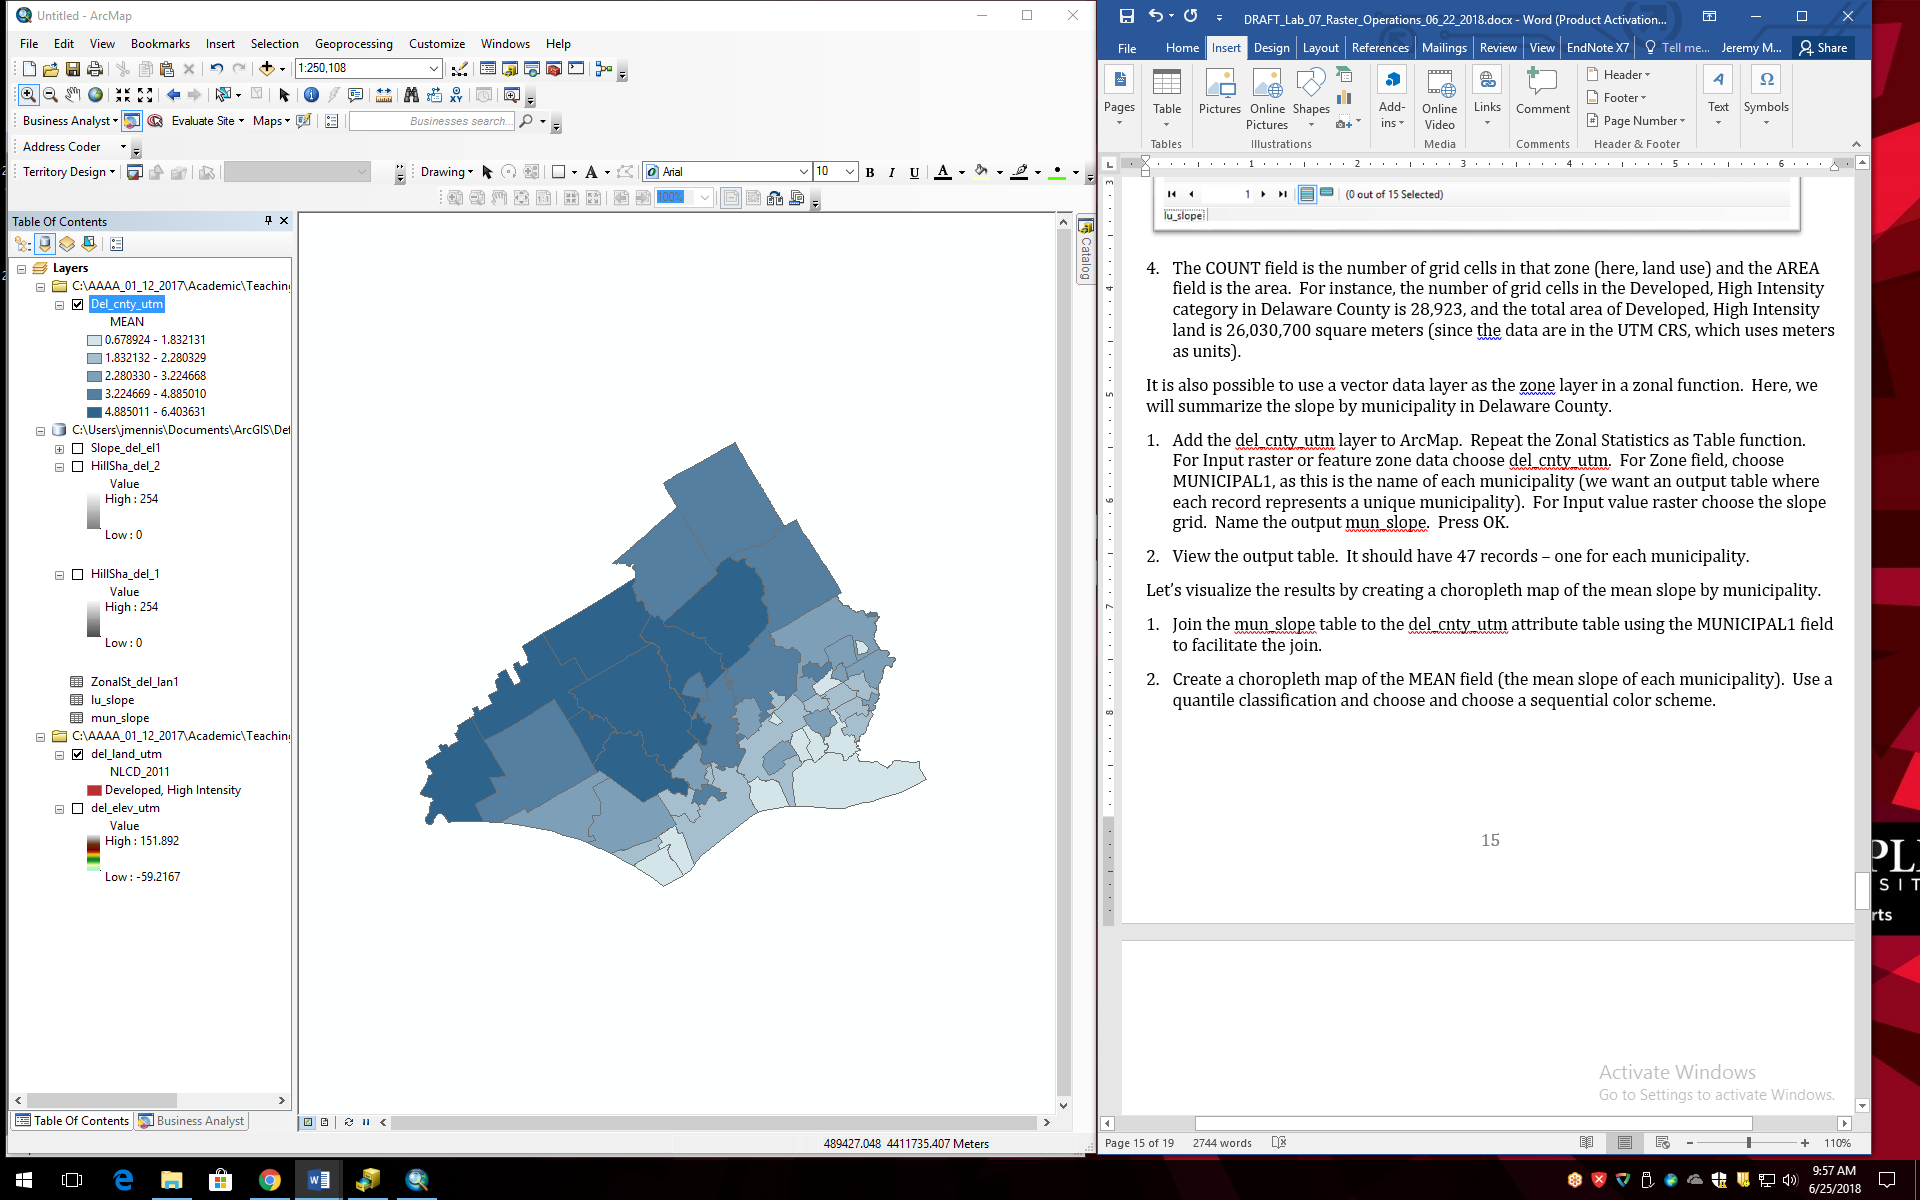 Untitled - ArcMap
File Edit View Bookmarks Insert Selection Geoprocessing Customize Windows Help
1:250,108
Business Analyst Evaluate Site Maps Businesses search...
Address Coder
Territory Design Drawing Arial 10 B I U A
100%
Table Of Contents
Layers
C:\AAAA_01_12_2017\Academic\Teaching
Del_cnty_utm
MEAN
0.678924 - 1.832131
1.832132 - 2.280329
2.280330 - 3.224668
3.224669 - 4.885010
4.885011 - 6.403631
C:\Users\jmennis\Documents\ArcGIS\Def
Slope_del_el1
HillSha_del_2
Value
High : 254
Low : 0
HillSha_del_1
Value
High : 254
Low : 0
ZonalSt_del_lan1
lu_slope
mun_slope
C:\AAAA_01_12_2017\Academic\Teaching
del_land_utm
NLCD_2011
Developed, High Intensity
del_elev_utm
Value
High : 151.892
Low : -59.2167
Table Of Contents Business Analyst
Catalog
489427.048 4411735.407 Meters
DRAFT_Lab_07_Raster_Operations_06_22_2018.docx - Word (Product Activation...
File Home Insert Design Layout References Mailings Review View EndNote X7 Tell me... Jeremy M... Share
Pages Table Pictures Online Pictures Shapes Add-ins Online Video Links Comment Header Footer Page Number Text Symbols
Tables Illustrations Media Comments Header & Footer
1 2 3 4 5 6
1 (0 out of 15 Selected)
lu_slope
4. The COUNT field is the number of grid cells in that zone (here, land use) and the AREA
field is the area. For instance, the number of grid cells in the Developed, High Intensity
category in Delaware County is 28,923, and the total area of Developed, High Intensity
land is 26,030,700 square meters (since the data are in the UTM CRS, which uses meters
as units).
It is also possible to use a vector data layer as the zone layer in a zonal function. Here, we
will summarize the slope by municipality in Delaware County.
1. Add the del_cnty_utm layer to ArcMap. Repeat the Zonal Statistics as Table function.
For Input raster or feature zone data choose del_cnty_utm. For Zone field, choose
MUNICIPAL1, as this is the name of each municipality (we want an output table where
each record represents a unique municipality). For Input value raster choose the slope
grid. Name the output mun_slope. Press OK.
2. View the output table. It should have 47 records – one for each municipality.
Let's visualize the results by creating a choropleth map of the mean slope by municipality.
1. Join the mun_slope table to the del_cnty_utm attribute table using the MUNICIPAL1 field
to facilitate the join.
2. Create a choropleth map of the MEAN field (the mean slope of each municipality). Use a
quantile classification and choose and choose a sequential color scheme.
15
Activate Windows
Go to Settings to activate Windows.
Page 15 of 19 2744 words 110%
9:57 AM
6/25/2018